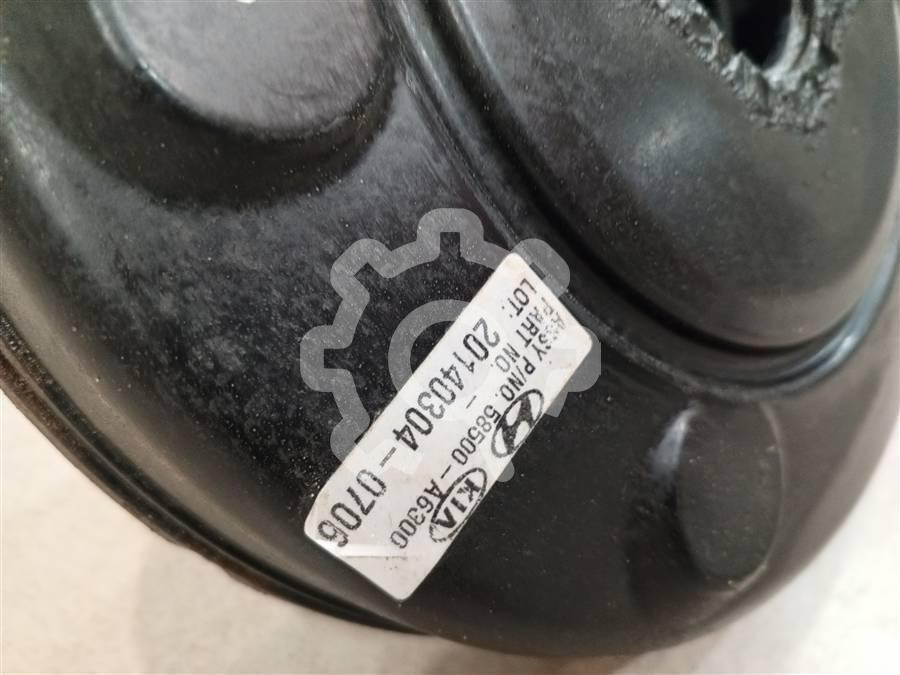 ASSY P/NO. 58500-A6300
PART NO. -
LOT: 20140304-0706
KIA